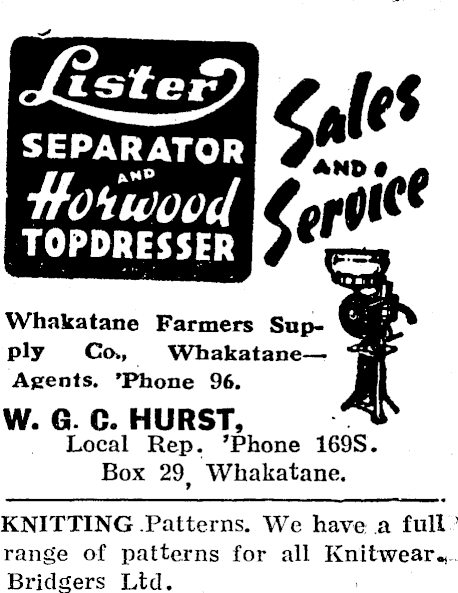 Lister
SEPARATOR
AND
Horwood
TOPDRESSER
Sales
AND
Service
Whakatane Farmers Sup-
ply Co., Whakatane—
Agents. 'Phone 96.
W. G. C. HURST,
Local Rep. 'Phone 169S.
Box 29, Whakatane.
KNITTING Patterns. We have a full
range of patterns for all Knitwear.
Bridgers Ltd.